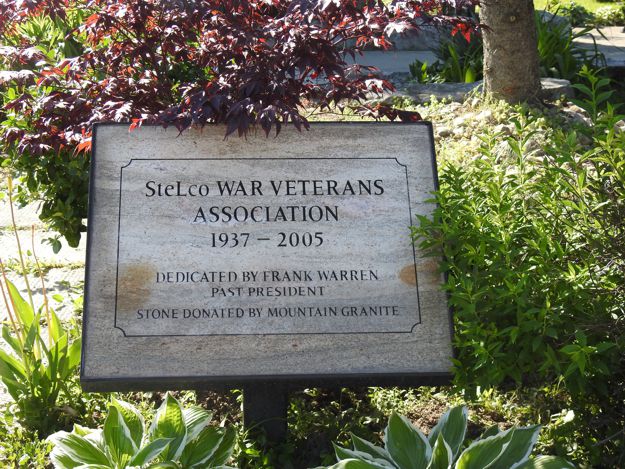 SteLco WAR VETERANS
ASSOCIATION
1937 – 2005
DEDICATED BY FRANK WARREN
PAST PRESIDENT
STONE DONATED BY MOUNTAIN GRANITE